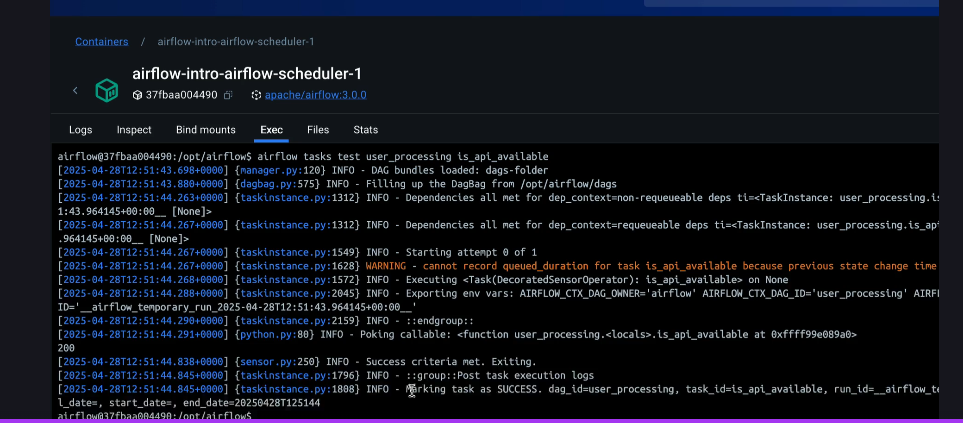 Containers / airflow-intro-airflow-scheduler-1
airflow-intro-airflow-scheduler-1
37fbaa004490 apache/airflow:3.0.0
Logs Inspect Bind mounts Exec Files Stats
airflow@37fbaa004490:/opt/airflow$ airflow tasks test user_processing is_api_available
[2025-04-28T12:51:43.698+0000] {manager.py:120} INFO - DAG bundles loaded: dags-folder
[2025-04-28T12:51:43.880+0000] {dagbag.py:575} INFO - Filling up the DagBag from /opt/airflow/dags
[2025-04-28T12:51:44.263+0000] {taskinstance.py:1312} INFO - Dependencies all met for dep_context=non-requeueable deps ti=<TaskInstance: user_processing.is
1:43.964145+00:00__ [None]>
[2025-04-28T12:51:44.267+0000] {taskinstance.py:1312} INFO - Dependencies all met for dep_context=requeueable deps ti=<TaskInstance: user_processing.is_api
.964145+00:00__ [None]>
[2025-04-28T12:51:44.267+0000] {taskinstance.py:1549} INFO - Starting attempt 0 of 1
[2025-04-28T12:51:44.267+0000] {taskinstance.py:1628} WARNING - cannot record queued_duration for task is_api_available because previous state change time
[2025-04-28T12:51:44.268+0000] {taskinstance.py:1572} INFO - Executing <Task(DecoratedSensorOperator): is_api_available> on None
[2025-04-28T12:51:44.288+0000] {taskinstance.py:2045} INFO - Exporting env vars: AIRFLOW_CTX_DAG_OWNER='airflow' AIRFLOW_CTX_DAG_ID='user_processing' AIRF
ID='__airflow_temporary_run_2025-04-28T12:51:43.964145+00:00__'
[2025-04-28T12:51:44.290+0000] {taskinstance.py:2159} INFO - ::endgroup::
[2025-04-28T12:51:44.291+0000] {python.py:80} INFO - Poking callable: <function user_processing.<locals>.is_api_available at 0xffff99e089a0>
200
[2025-04-28T12:51:44.838+0000] {sensor.py:250} INFO - Success criteria met. Exiting.
[2025-04-28T12:51:44.845+0000] {taskinstance.py:1796} INFO - ::group::Post task execution logs
[2025-04-28T12:51:44.845+0000] {taskinstance.py:1808} INFO - Marking task as SUCCESS. dag_id=user_processing, task_id=is_api_available, run_id=__airflow_te
l_date=, start_date=, end_date=20250428T125144
airflow@37fbaa004490:/opt/airflow$